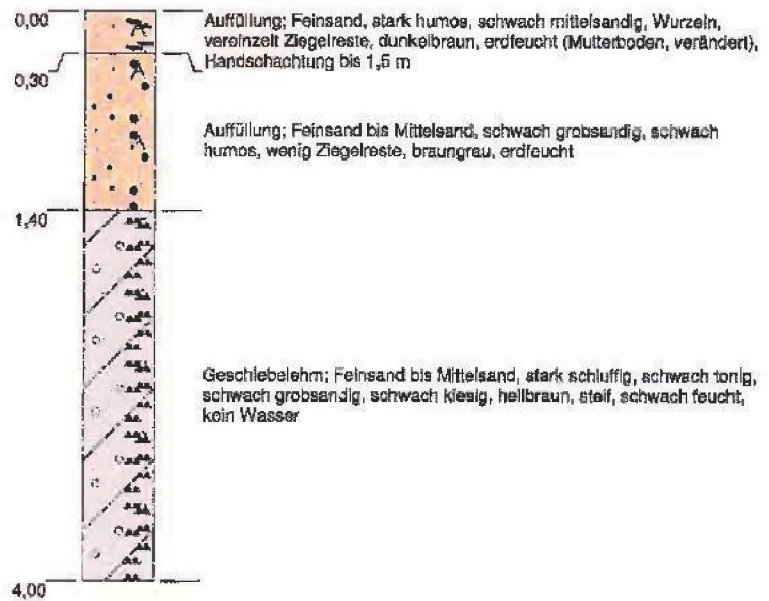 0,00
Auffüllung; Feinsand, stark humos, schwach mittelsandig, Wurzeln,
vereinzelt Ziegelreste, dunkelbraun, erdfeucht (Mutterboden, verändert),
Handschachtung bis 1,5 m
0,30
Auffüllung; Feinsand bis Mittelsand, schwach grobsandig, schwach
humos, wenig Ziegelreste, braungrau, erdfeucht
1,40
Geschiebelehm; Feinsand bis Mittelsand, stark schluffig, schwach tonig,
schwach grobsandig, schwach kiesig, hellbraun, steif, schwach feucht,
kein Wasser
4,00